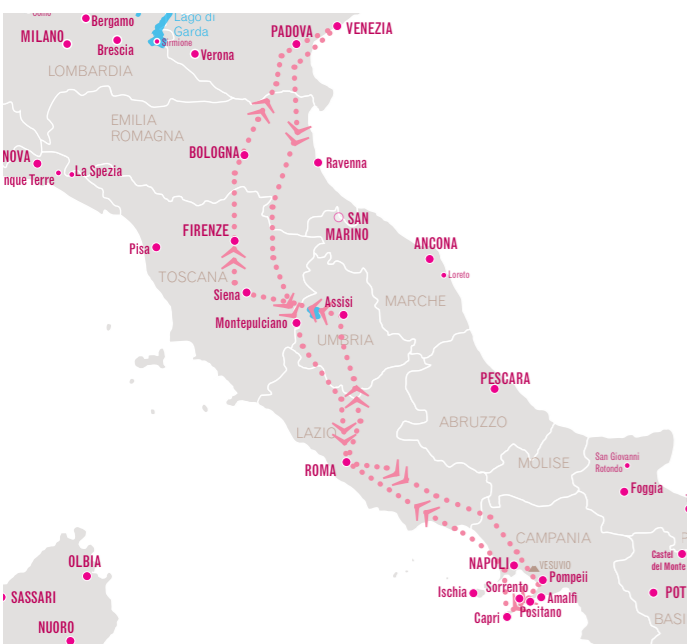 Bergamo
Lago di
Garda
MILANO
Brescia
Sirmione
Verona
PADOVA
VENEZIA
LOMBARDIA
EMILIA
ROMAGNA
NOVA
BOLOGNA
Ravenna
nque Terre
La Spezia
FIRENZE
SAN
MARINO
Pisa
ANCONA
Loreto
TOSCANA
Siena
Assisi
MARCHE
Montepulciano
UMBRIA
PESCARA
ABRUZZO
LAZIO
ROMA
MOLISE
San Giovanni
Rotondo
Foggia
CAMPANIA
NAPOLI
VESUVIO
Pompeii
Castel
del Monte
OLBIA
Ischia
Sorrento
Amalfi
Positano
Capri
SASSARI
POT
BASI
NUORO